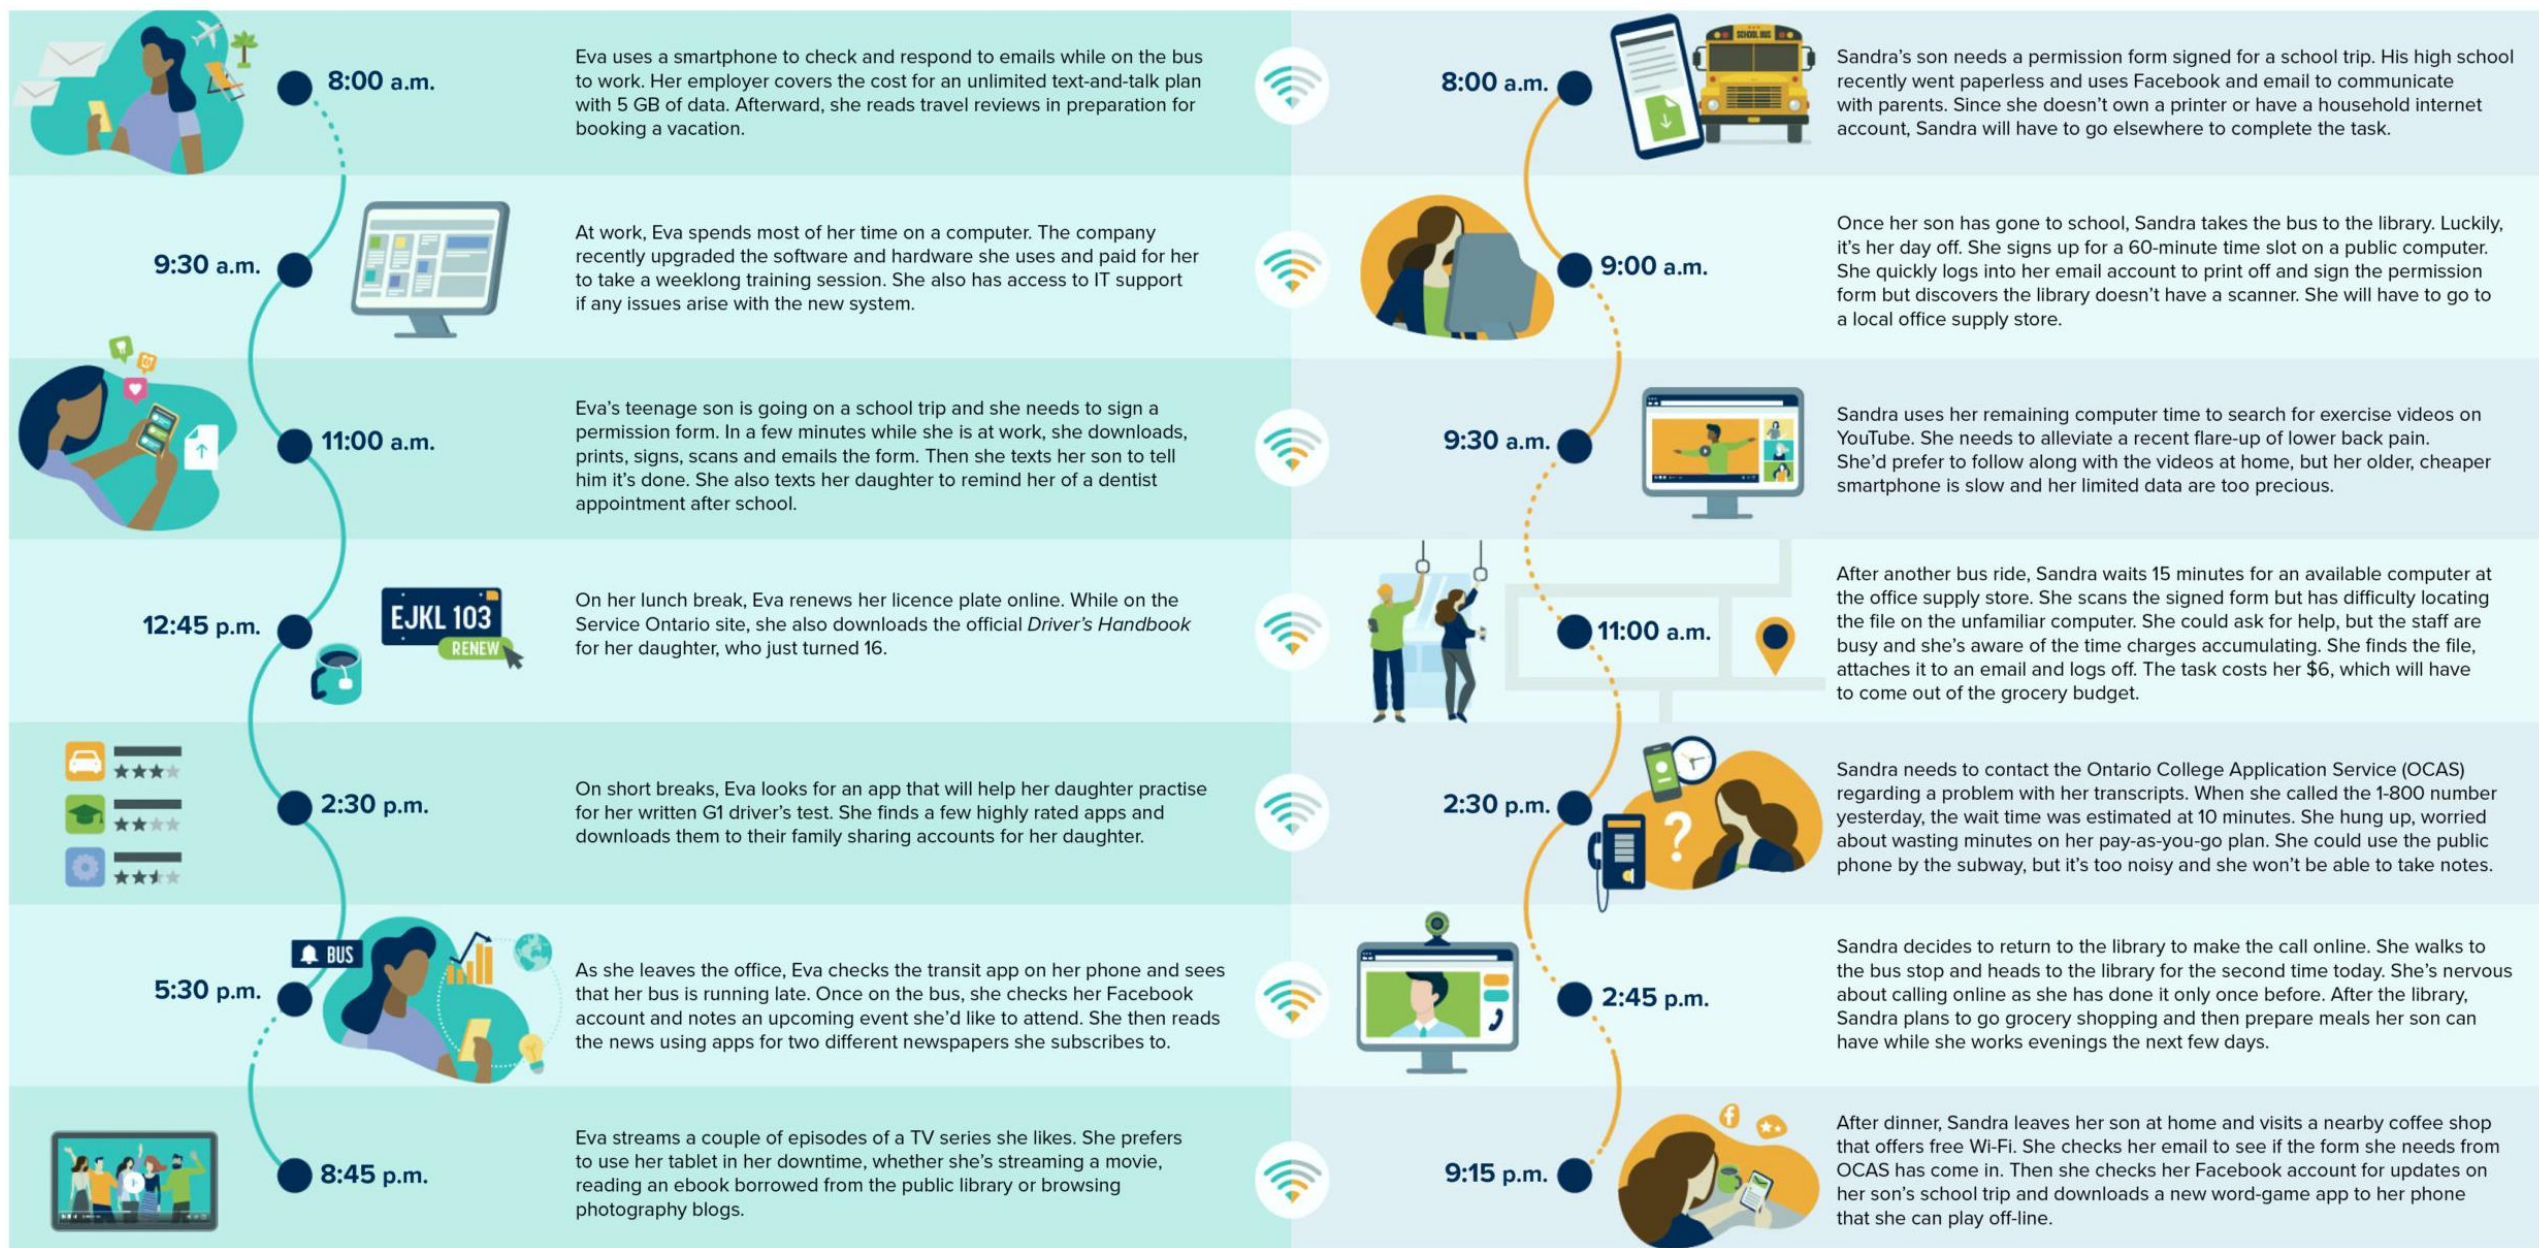 8:00 a.m.
Eva uses a smartphone to check and respond to emails while on the bus
to work. Her employer covers the cost for an unlimited text-and-talk plan
with 5 GB of data. Afterward, she reads travel reviews in preparation for
booking a vacation.
9:30 a.m.
At work, Eva spends most of her time on a computer. The company
recently upgraded the software and hardware she uses and paid for her
to take a weeklong training session. She also has access to IT support
if any issues arise with the new system.
11:00 a.m.
Eva's teenage son is going on a school trip and she needs to sign a
permission form. In a few minutes while she is at work, she downloads,
prints, signs, scans and emails the form. Then she texts her son to tell
him it's done. She also texts her daughter to remind her of a dentist
appointment after school.
12:45 p.m.
EJKL 103
RENEW
On her lunch break, Eva renews her licence plate online. While on the
Service Ontario site, she also downloads the official Driver's Handbook
for her daughter, who just turned 16.
2:30 p.m.
On short breaks, Eva looks for an app that will help her daughter practise
for her written G1 driver's test. She finds a few highly rated apps and
downloads them to their family sharing accounts for her daughter.
5:30 p.m.
BUS
As she leaves the office, Eva checks the transit app on her phone and sees
that her bus is running late. Once on the bus, she checks her Facebook
account and notes an upcoming event she'd like to attend. She then reads
the news using apps for two different newspapers she subscribes to.
8:45 p.m.
Eva streams a couple of episodes of a TV series she likes. She prefers
to use her tablet in her downtime, whether she's streaming a movie,
reading an ebook borrowed from the public library or browsing
photography blogs.
8:00 a.m.
SCHOOL BUS
Sandra's son needs a permission form signed for a school trip. His high school
recently went paperless and uses Facebook and email to communicate
with parents. Since she doesn't own a printer or have a household internet
account, Sandra will have to go elsewhere to complete the task.
9:00 a.m.
Once her son has gone to school, Sandra takes the bus to the library. Luckily,
it's her day off. She signs up for a 60-minute time slot on a public computer.
She quickly logs into her email account to print off and sign the permission
form but discovers the library doesn't have a scanner. She will have to go to
a local office supply store.
9:30 a.m.
Sandra uses her remaining computer time to search for exercise videos on
YouTube. She needs to alleviate a recent flare-up of lower back pain.
She'd prefer to follow along with the videos at home, but her older, cheaper
smartphone is slow and her limited data are too precious.
11:00 a.m.
After another bus ride, Sandra waits 15 minutes for an available computer at
the office supply store. She scans the signed form but has difficulty locating
the file on the unfamiliar computer. She could ask for help, but the staff are
busy and she's aware of the time charges accumulating. She finds the file,
attaches it to an email and logs off. The task costs her $6, which will have
to come out of the grocery budget.
2:30 p.m.
?
Sandra needs to contact the Ontario College Application Service (OCAS)
regarding a problem with her transcripts. When she called the 1-800 number
yesterday, the wait time was estimated at 10 minutes. She hung up, worried
about wasting minutes on her pay-as-you-go plan. She could use the public
phone by the subway, but it's too noisy and she won't be able to take notes.
2:45 p.m.
Sandra decides to return to the library to make the call online. She walks to
the bus stop and heads to the library for the second time today. She's nervous
about calling online as she has done it only once before. After the library,
Sandra plans to go grocery shopping and then prepare meals her son can
have while she works evenings the next few days.
9:15 p.m.
f
After dinner, Sandra leaves her son at home and visits a nearby coffee shop
that offers free Wi-Fi. She checks her email to see if the form she needs from
OCAS has come in. Then she checks her Facebook account for updates on
her son's school trip and downloads a new word-game app to her phone
that she can play off-line.